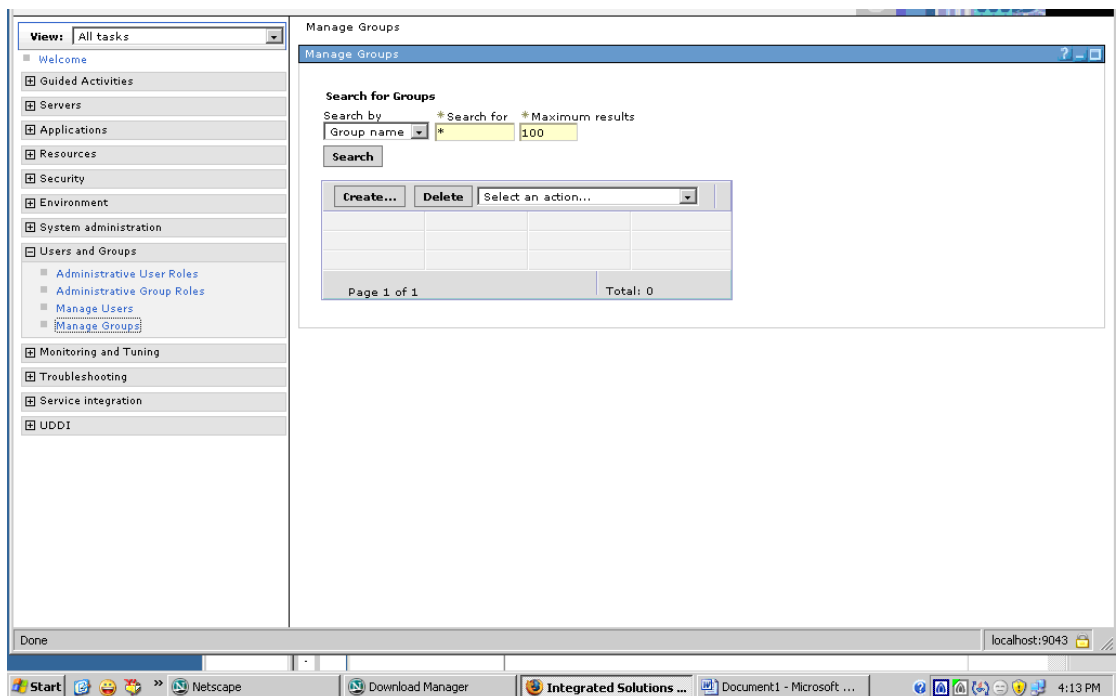 View: All tasks
Welcome
Guided Activities
Servers
Applications
Resources
Security
Environment
System administration
Users and Groups
Administrative User Roles
Administrative Group Roles
Manage Users
Manage Groups
Monitoring and Tuning
Troubleshooting
Service integration
UDDI
Manage Groups
Manage Groups
? –
Search for Groups
Search by *Search for *Maximum results
Group name * 100
Search
Create... Delete Select an action...
Page 1 of 1 Total: 0
Done localhost:9043
Start » Netscape Download Manager Integrated Solutions ... Document1 - Microsoft ... 4:13 PM